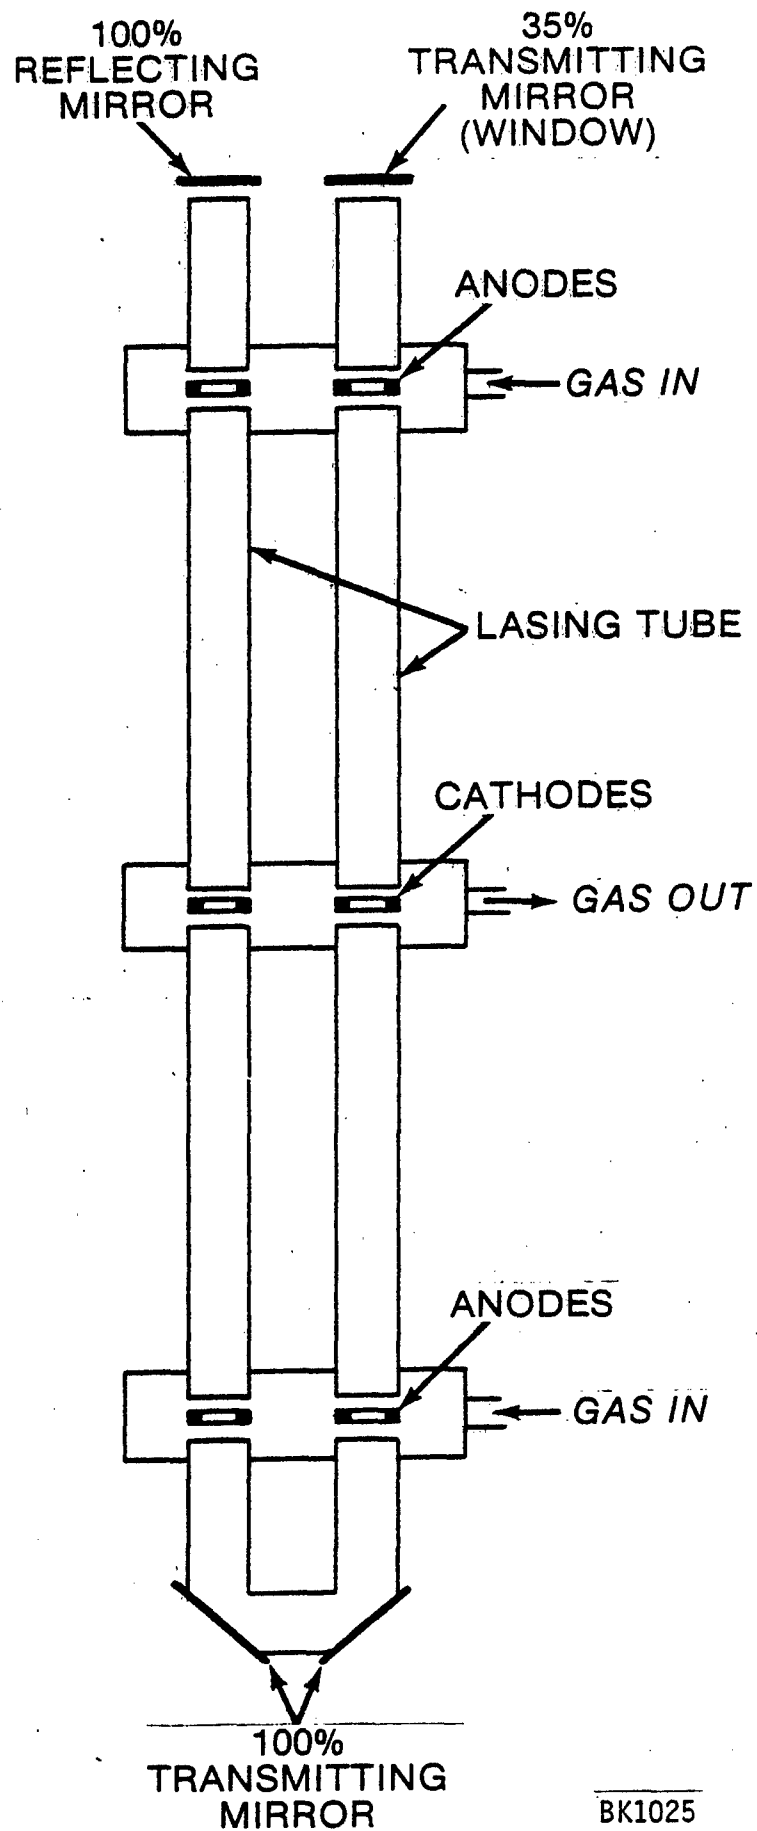 100%
REFLECTING
MIRROR
35%
TRANSMITTING
MIRROR
(WINDOW)
ANODES
GAS IN
LASING TUBE
CATHODES
GAS OUT
ANODES
GAS IN
100%
TRANSMITTING
MIRROR
BK1025